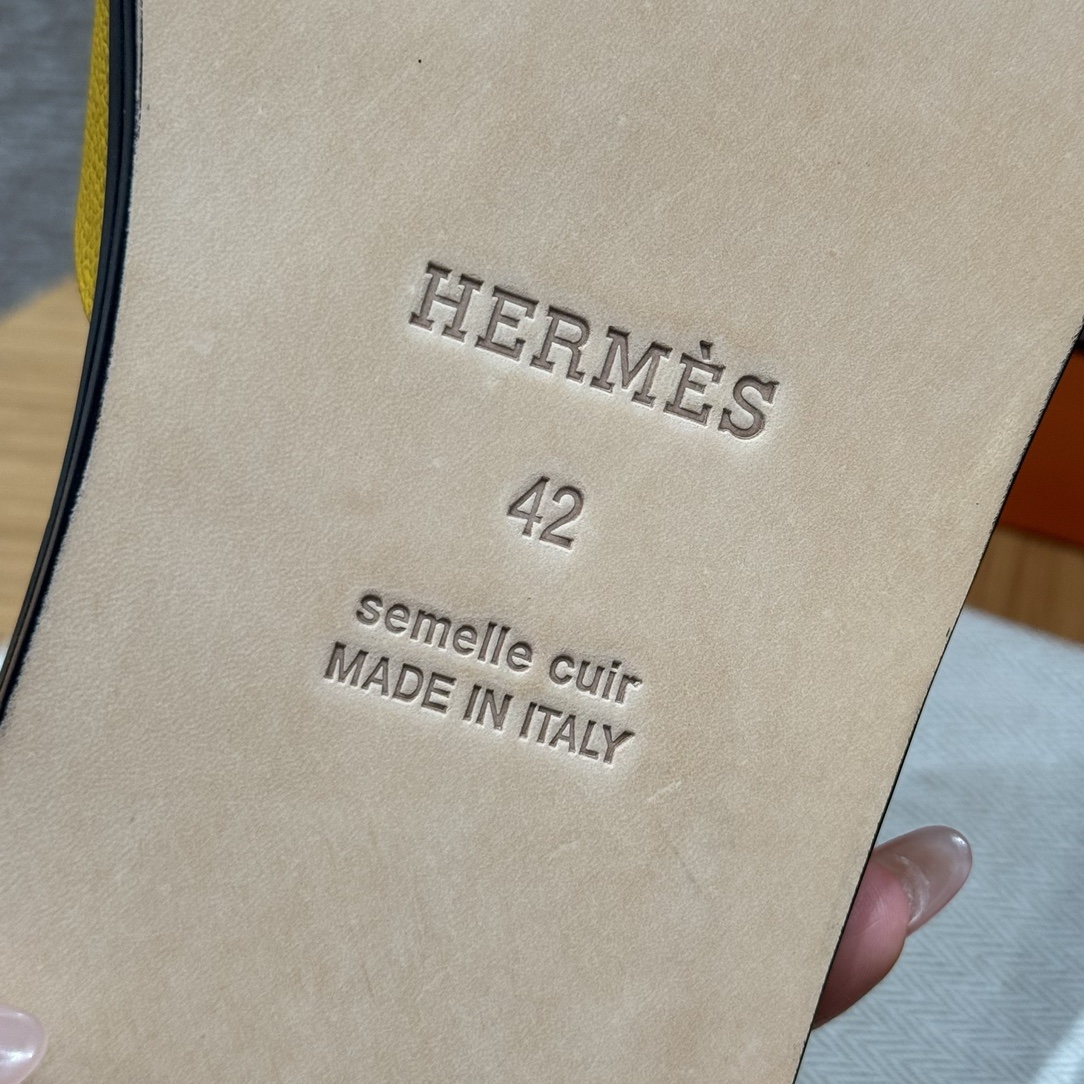 HERMÈS
42
semelle cuir
MADE IN ITALY